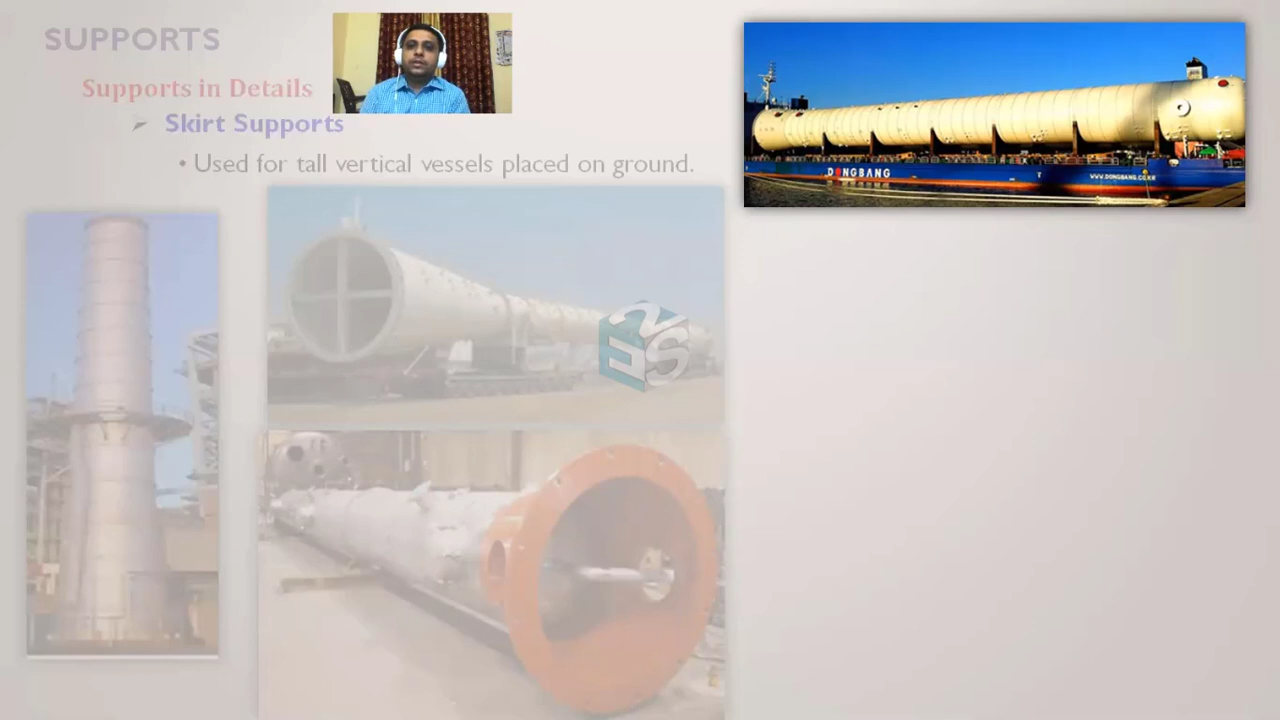 SUPPORTS
Supports in Details
Skirt Supports
• Used for tall vertical vessels placed on ground.
DONGBANG
WWW.DONGBANG.CO.KR
E2S